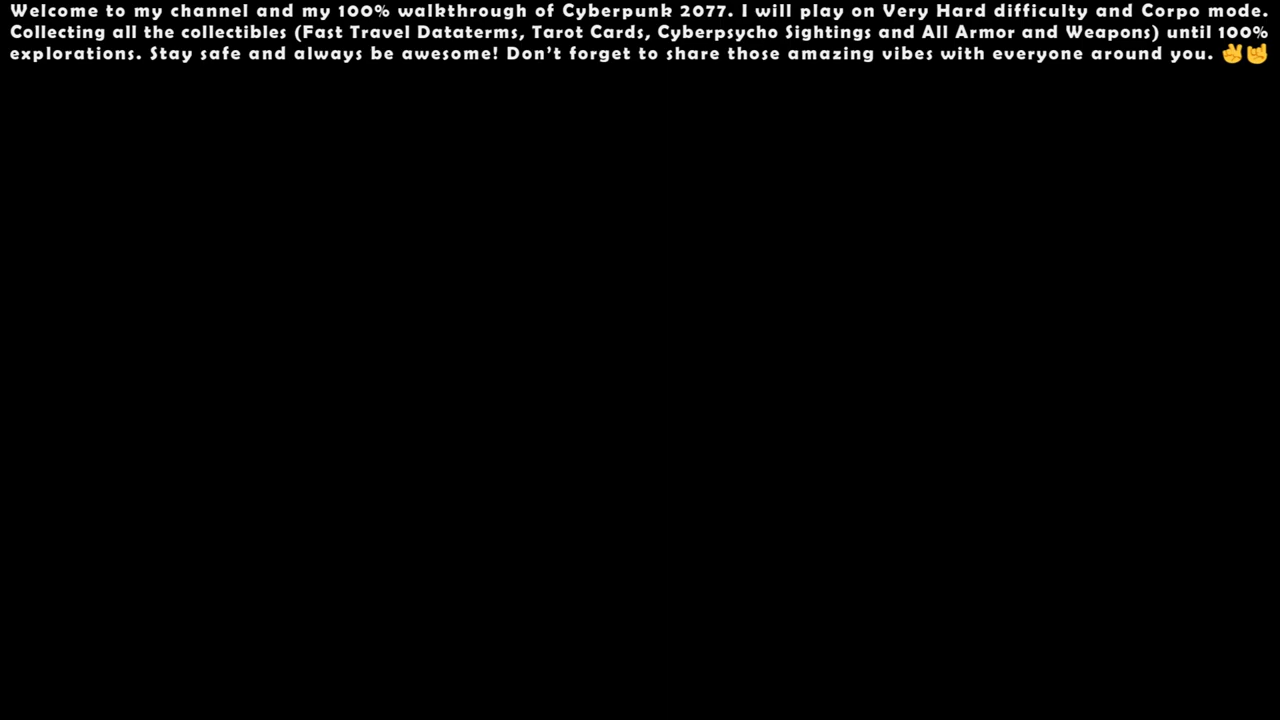 Welcome to my channel and my 100% walkthrough of Cyberpunk 2077. I will play on Very Hard difficulty and Corpo mode.
Collecting all the collectibles (Fast Travel Dataterms, Tarot Cards, Cyberpsycho Sightings and All Armor and Weapons) until 100%
explorations. Stay safe and always be awesome! Don’t forget to share those amazing vibes with everyone around you. ✌️🤘